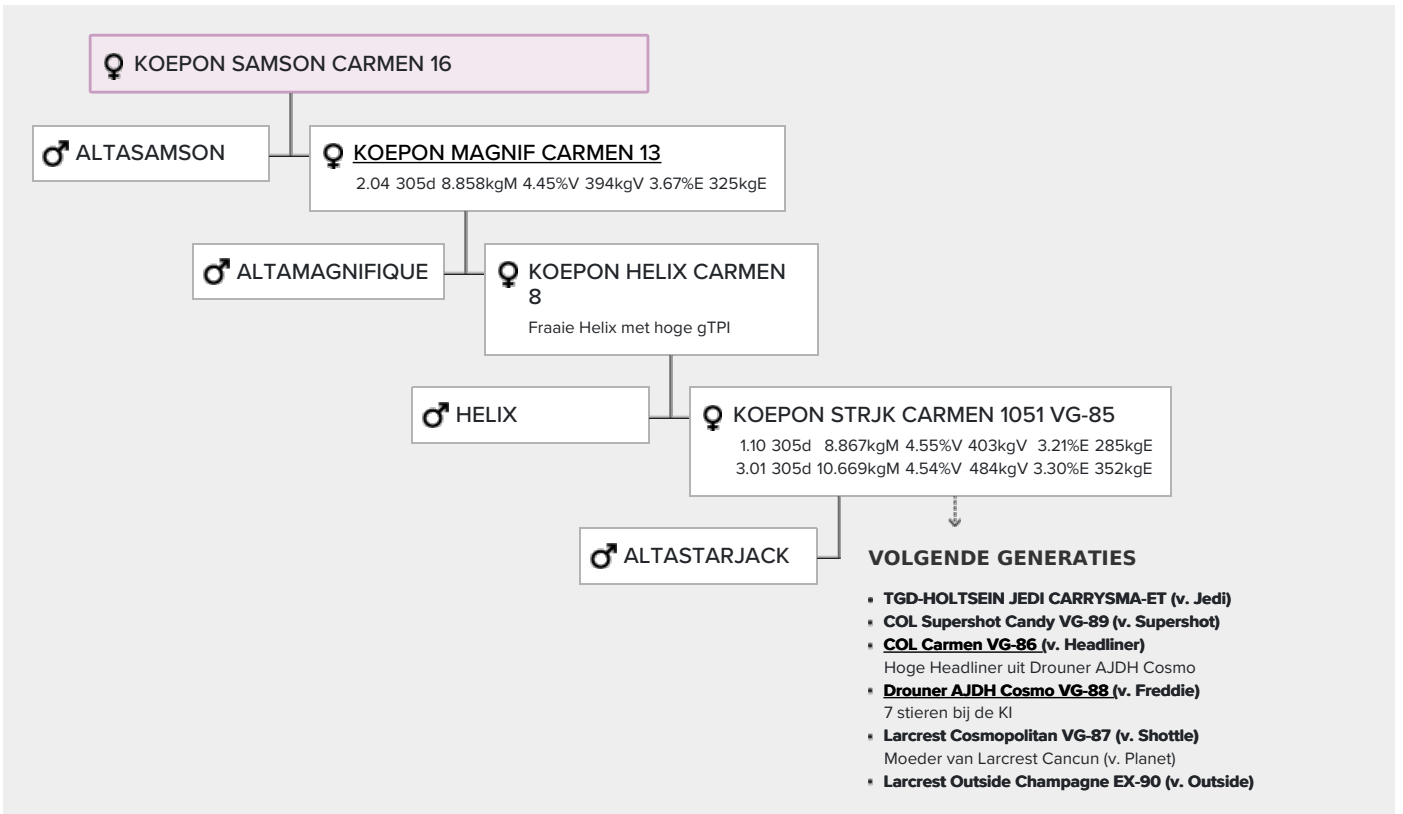 KOEPON SAMSON CARMEN 16
ALTASAMSON
KOEPON MAGNIF CARMEN 13
2.04 305d 8.858kgM 4.45%V 394kgV 3.67%E 325kgE
ALTAMAGNIFIQUE
KOEPON HELIX CARMEN
8
Fraaie Helix met hoge gTPI
HELIX
KOEPON STRJK CARMEN 1051 VG-85
1.10 305d 8.867kgM 4.55%V 403kgV 3.21%E 285kgE
3.01 305d 10.669kgM 4.54%V 484kgV 3.30%E 352kgE
ALTASTARJACK
VOLGENDE GENERATIES
TGD-HOLTSEIN JEDI CARRYSMA-ET (v. Jedi)
COL Supershot Candy VG-89 (v. Supershot)
COL Carmen VG-86 (v. Headliner)
Hoge Headliner uit Drouner AJDH Cosmo
Drouner AJDH Cosmo VG-88 (v. Freddie)
7 stieren bij de KI
Larcrest Cosmopolitan VG-87 (v. Shottle)
Moeder van Larcrest Cancun (v. Planet)
Larcrest Outside Champagne EX-90 (v. Outside)